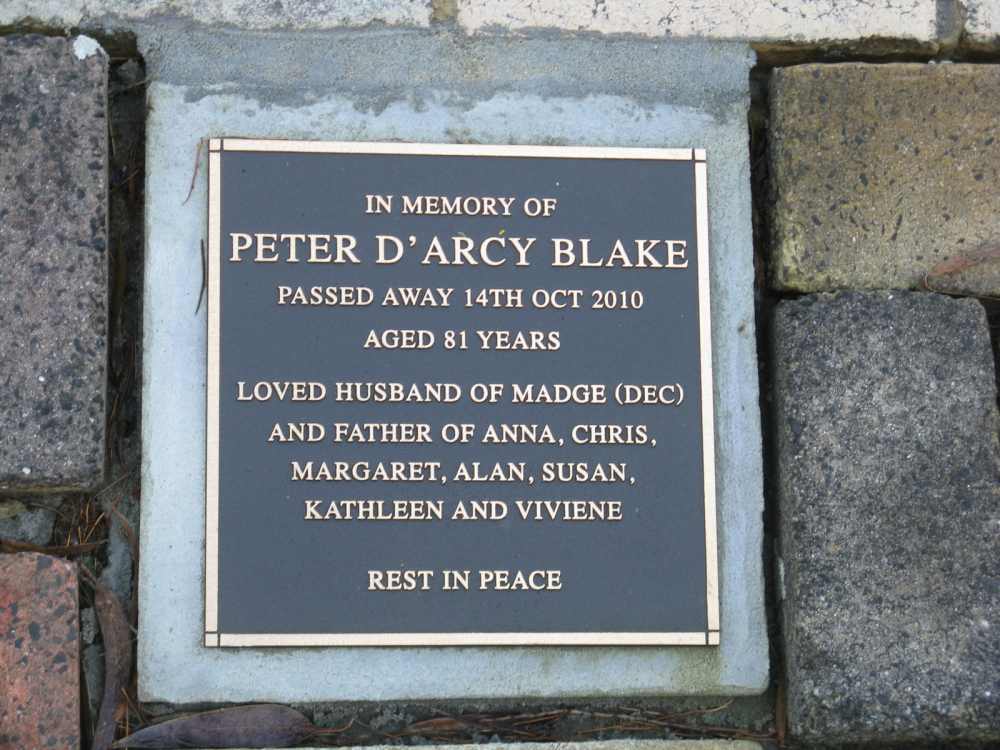 IN MEMORY OF
PETER D'ARCY BLAKE
PASSED AWAY 14TH OCT 2010
AGED 81 YEARS
LOVED HUSBAND OF MADGE (DEC)
AND FATHER OF ANNA, CHRIS,
MARGARET, ALAN, SUSAN,
KATHLEEN AND VIVIENE
REST IN PEACE